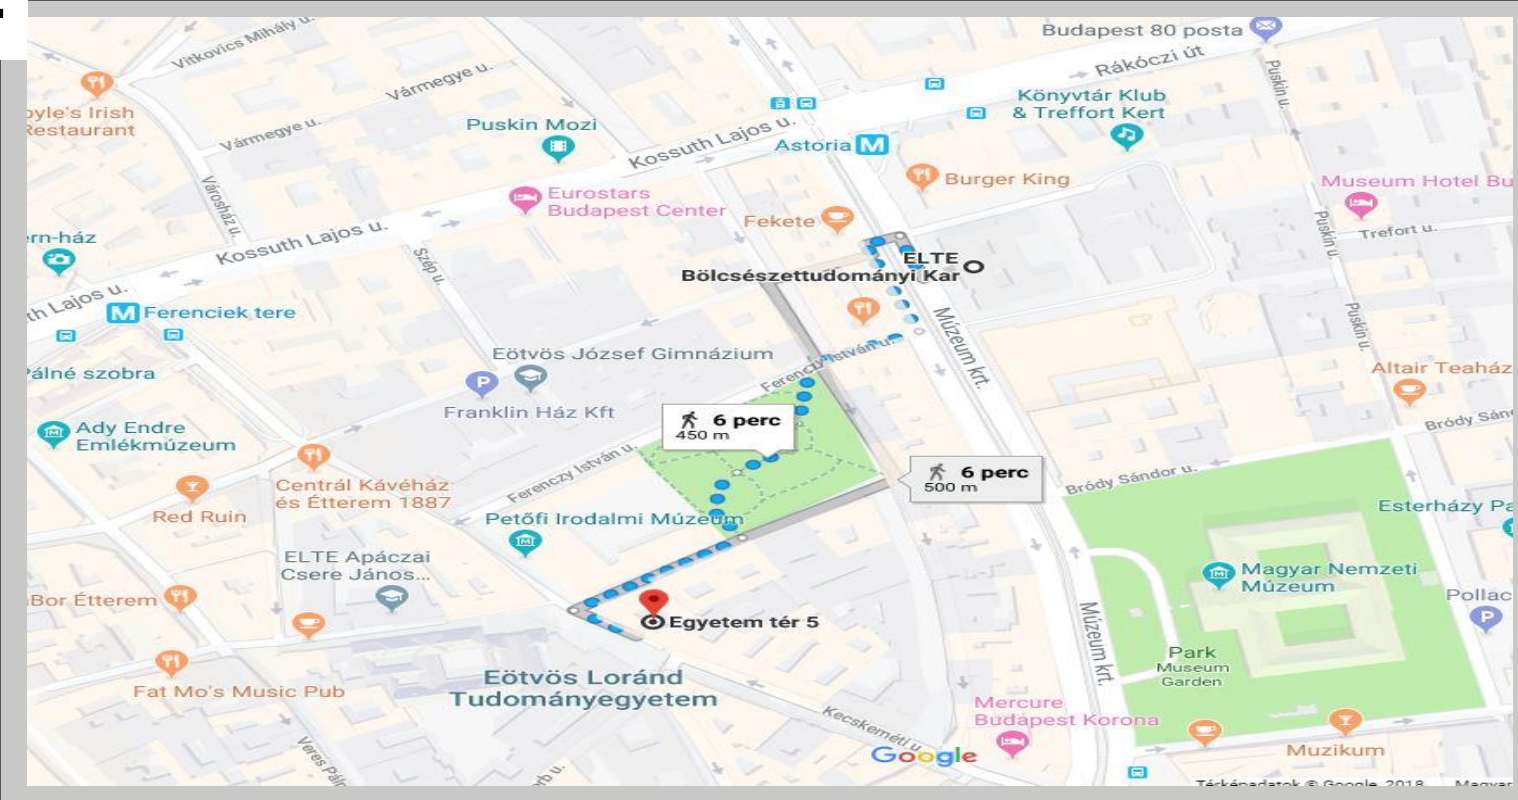 Budapest 80 posta
Vitkovics Mihály u.
Rákóczi út
Puskin u.
Vármegye u.
oyle's Irish
Restaurant
Könyvtár Klub
& Treffort Kert
Vármegye u.
Puskin Mozi
Kossuth Lajos u.
Astoria M
Burger King
Museum Hotel Bu
Városház u.
Eurostars
Budapest Center
Fekete
Puskin u.
Trefort u.
ern-ház
Kossuth Lajos u.
Szép u.
ELTE
Bölcsészettudományi Kar
th Lajos u.
M Ferenciek tere
Múzeum krt.
Puskin u.
Eötvös József Gimnázium
Ferenczy István u.
Pálné szobra
P
Franklin Ház Kft
Altair Teaház
6 perc
450 m
Ady Endre
Emlékmúzeum
Bródy Sánd
Ferenczy István u.
6 perc
500 m
Bródy Sándor u.
Centrál Kávéház
és Étterem 1887
Red Ruin
Petőfi Irodalmi Múzeum
Esterházy Pa
ELTE Apáczai
Csere János...
Magyar Nemzeti
Múzeum
Bor Étterem
Pollac
P
Egyetem tér 5
Múzeum krt.
Park
Museum
Garden
Eötvös Loránd
Tudományegyetem
Fat Mo's Music Pub
Mercure
Budapest Korona
Kecskeméti u.
Veres Páln
Google
Muzikum
Térképadatok © Google, 2018
Magyar